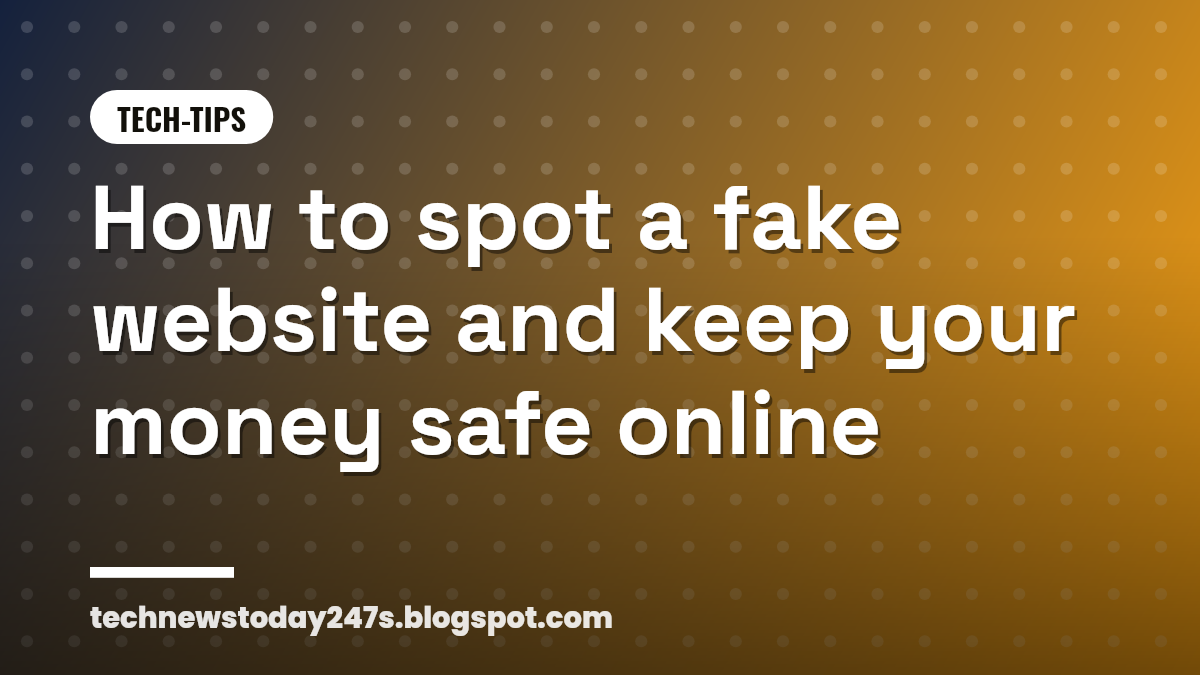 TECH-TIPS
How to spot a fake
website and keep your
money safe online
technewstoday247s.blogspot.com